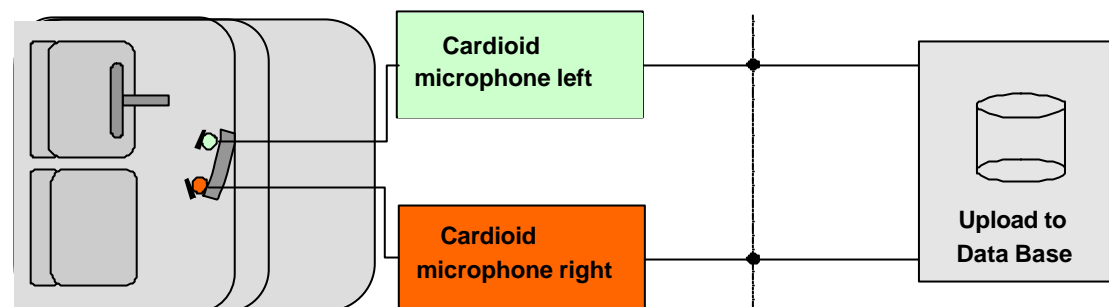 Cardioid
microphone left
Cardioid
microphone right
Upload to
Data Base